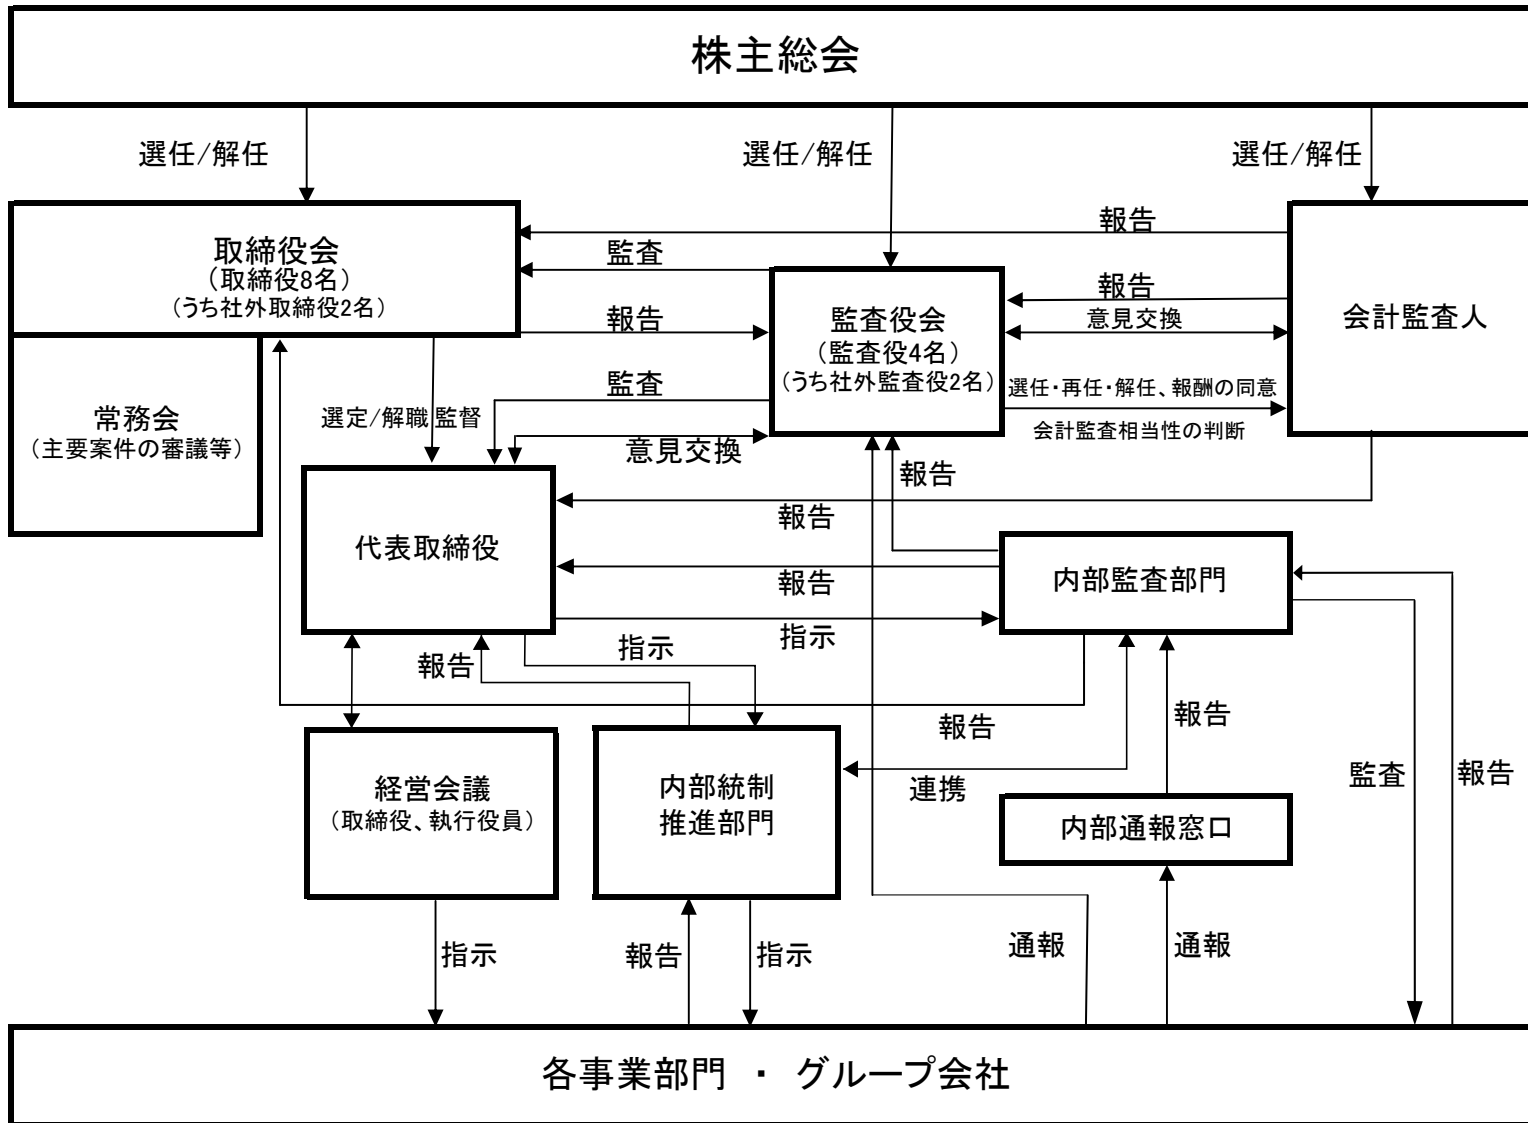 株主総会
選任/解任
選任/解任
選任/解任
取締役会
（取締役8名）
（うち社外取締役2名）
報告
監査
報告
監査役会
（監査役4名）
（うち社外監査役2名）
報告
意見交換
会計監査人
選任・再任・解任、報酬の同意
会計監査相当性の判断
常務会
（主要案件の審議等）
選定/解職 監督
監査
意見交換
報告
報告
代表取締役
報告
内部監査部門
指示
指示
報告
報告
報告
連携
経営会議
（取締役、執行役員）
内部統制
推進部門
内部通報窓口
監査
報告
指示
報告
指示
通報
通報
各事業部門 ・ グループ会社